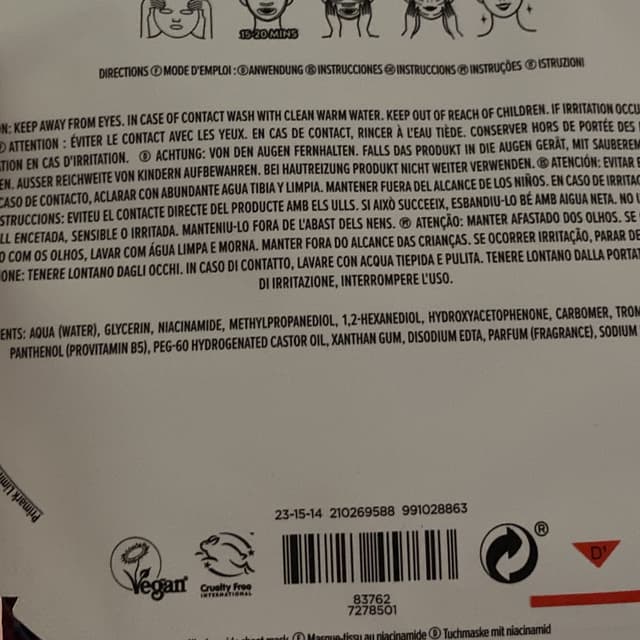 15-20 MINS
DIRECTIONS Ⓕ MODE D'EMPLOI : Ⓓ ANWENDUNG Ⓔ INSTRUCCIONES INSTRUCCIONS Ⓟ INSTRUÇÕES ISTRUZIONI
N: KEEP AWAY FROM EYES. IN CASE OF CONTACT WASH WITH CLEAN WARM WATER. KEEP OUT OF REACH OF CHILDREN. IF IRRITATION OCCU
Ⓕ ATTENTION : ÉVITER LE CONTACT AVEC LES YEUX. EN CAS DE CONTACT, RINCER À L'EAU TIÈDE. CONSERVER HORS DE PORTÉE DES
TION EN CAS D'IRRITATION. Ⓓ ACHTUNG: VON DEN AUGEN FERNHALTEN. FALLS DAS PRODUKT IN DIE AUGEN GERÄT, MIT SAUBEREM
EN. AUSSER REICHWEITE VON KINDERN AUFBEWAHREN. BEI HAUTREIZUNG PRODUKT NICHT WEITER VERWENDEN. Ⓔ ATENCIÓN: EVITAR E
CASO DE CONTACTO, ACLARAR CON ABUNDANTE AGUA TIBIA Y LIMPIA. MANTENER FUERA DEL ALCANCE DE LOS NIÑOS. EN CASO DE IRRITAC
STRUCCIONS: EVITEU EL CONTACTE DIRECTE DEL PRODUCTE AMB ELS ULLS. SI AIXÒ SUCCEEIX, ESBANDIU-LO BÉ AMB AIGUA NETA. NO
LL ENCETADA, SENSIBLE O IRRITADA. MANTENIU-LO FORA DE L'ABAST DELS NENS. Ⓟ ATENÇÃO: MANTER AFASTADO DOS OLHOS. SE
O COM OS OLHOS, LAVAR COM ÁGUA LIMPA E MORNA. MANTER FORA DO ALCANCE DAS CRIANÇAS. SE OCORRER IRRITAÇÃO, PARAR DE
ONE: TENERE LONTANO DAGLI OCCHI. IN CASO DI CONTATTO, LAVARE CON ACQUA TIEPIDA E PULITA. TENERE LONTANO DALLA PORTAT
DI IRRITAZIONE, INTERROMPERE L'USO.
ENTS: AQUA (WATER), GLYCERIN, NIACINAMIDE, METHYLPROPANEDIOL, 1,2-HEXANEDIOL, HYDROXYACETOPHENONE, CARBOMER, TROM
PANTHENOL (PROVITAMIN B5), PEG-60 HYDROGENATED CASTOR OIL, XANTHAN GUM, DISODIUM EDTA, PARFUM (FRAGRANCE), SODIUM
Primark Limi
23-15-14 210269588 991028863
Vegan
Cruelty Free
INTERNATIONAL
®
D'
83762
7278501
sheet mask Ⓕ Masque-tissu au niacinamide Ⓓ Tuchmaske mit niacinamid